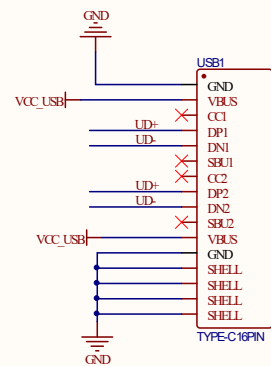 GND
USB1
GND
VCC_USB
VBUS
CC1
UD+
DP1
UD-
DN1
SBU1
CC2
UD+
DP2
UD-
DN2
SBU2
VCC_USB
VBUS
GND
SHELL
SHELL
SHELL
SHELL
TYPE-C16PIN
GND